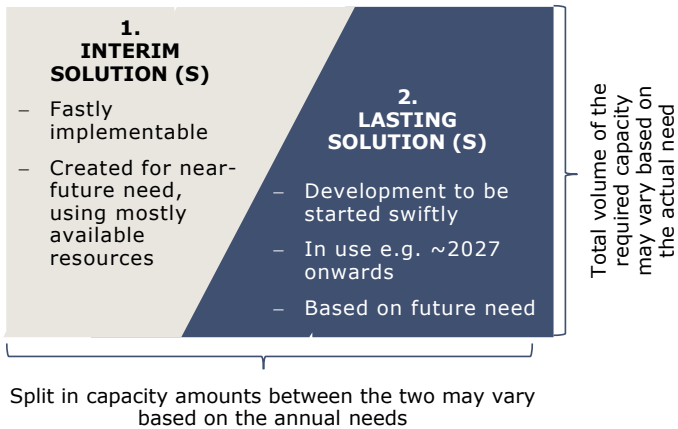 1.
INTERIM
SOLUTION (S)
– Fastly
implementable
– Created for near-
future need,
using mostly
available
resources
2.
LASTING
SOLUTION (S)
– Development to be
started swiftly
– In use e.g. ~2027
onwards
– Based on future need
Total volume of the
required capacity
may vary based on
the actual need
Split in capacity amounts between the two may vary
based on the annual needs